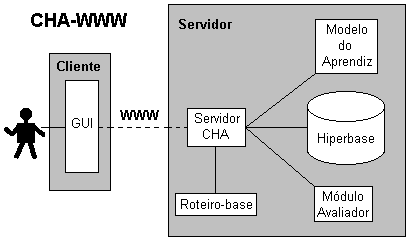 CHA-WWW
Cliente
GUI
WWW
Servidor
Servidor
CHA
Roteiro-base
Modelo
do
Aprendiz
Hiperbase
Módulo
Avaliador